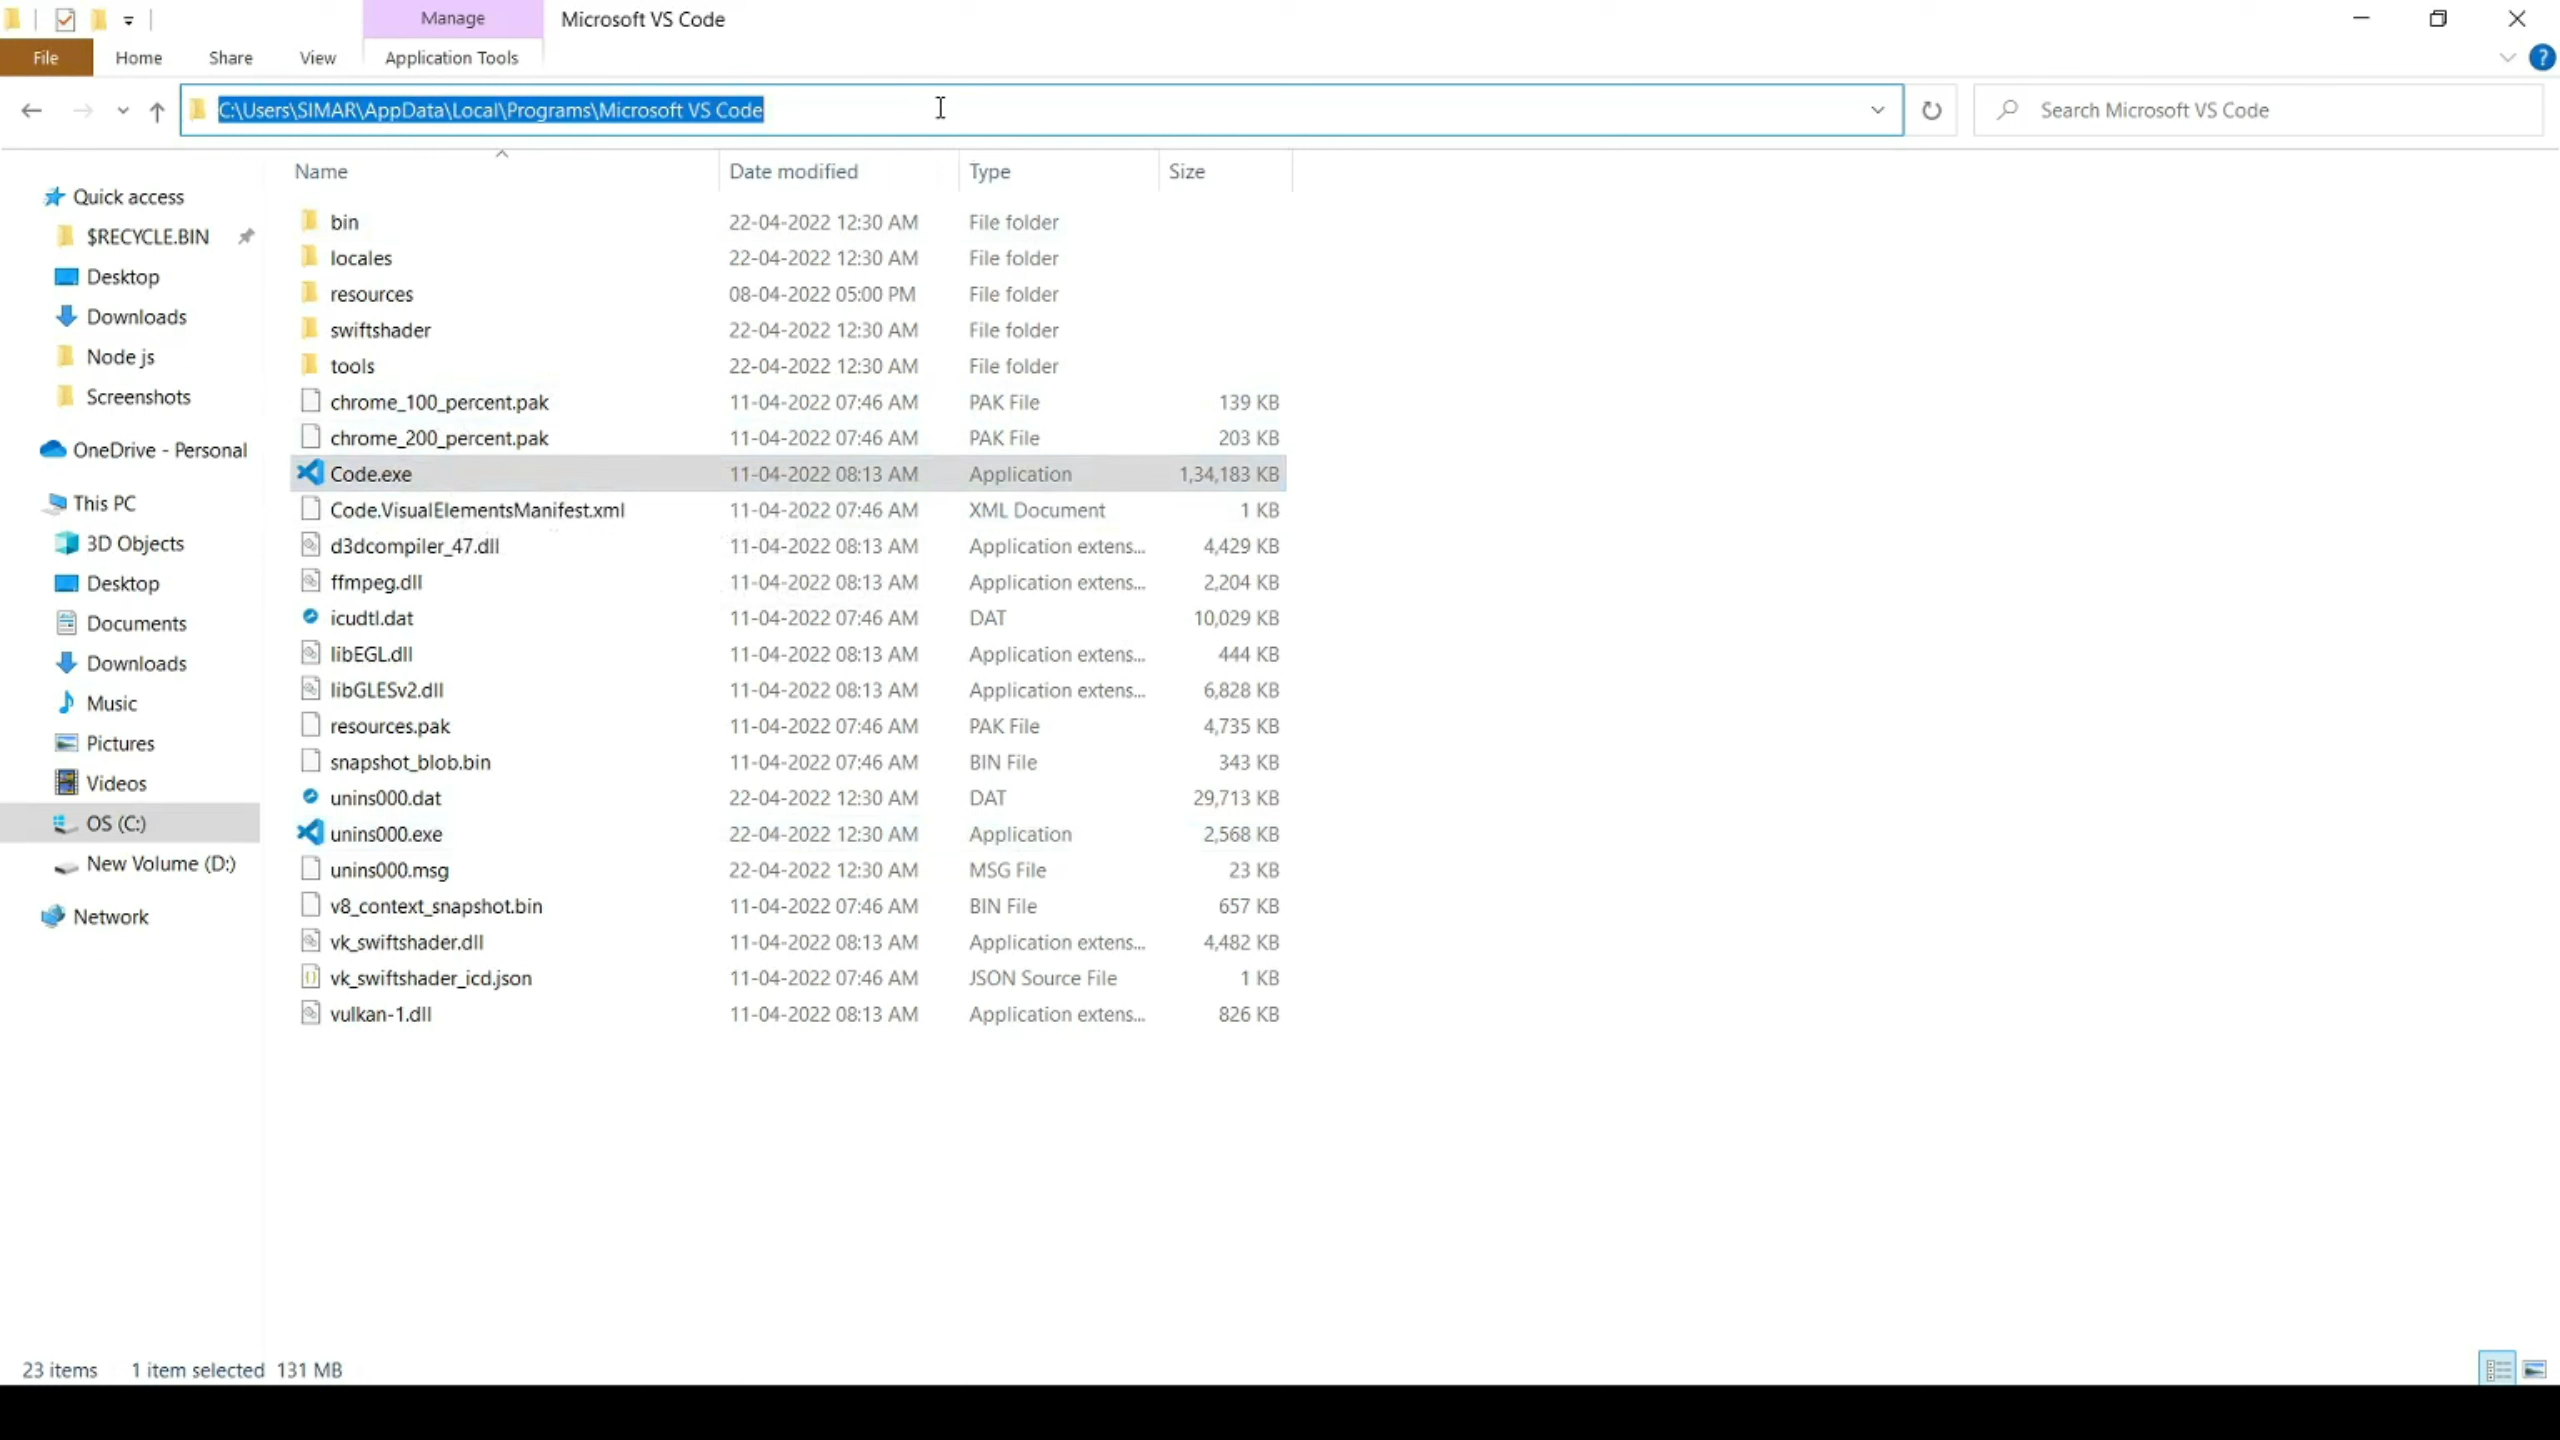 Manage
Microsoft VS Code
File
Home
Share
View
Application Tools
C:\Users\SIMAR\AppData\Local\Programs\Microsoft VS Code
Search Microsoft VS Code
Name Date modified Type Size
Quick access
$RECYCLE.BIN
Desktop
Downloads
Node js
Screenshots
OneDrive - Personal
This PC
3D Objects
Desktop
Documents
Downloads
Music
Pictures
Videos
OS (C:)
New Volume (D:)
Network
bin 22-04-2022 12:30 AM File folder
locales 22-04-2022 12:30 AM File folder
resources 08-04-2022 05:00 PM File folder
swiftshader 22-04-2022 12:30 AM File folder
tools 22-04-2022 12:30 AM File folder
chrome_100_percent.pak 11-04-2022 07:46 AM PAK File 139 KB
chrome_200_percent.pak 11-04-2022 07:46 AM PAK File 203 KB
Code.exe 11-04-2022 08:13 AM Application 1,34,183 KB
Code.VisualElementsManifest.xml 11-04-2022 07:46 AM XML Document 1 KB
d3dcompiler_47.dll 11-04-2022 08:13 AM Application extens... 4,429 KB
ffmpeg.dll 11-04-2022 08:13 AM Application extens... 2,204 KB
icudtl.dat 11-04-2022 07:46 AM DAT 10,029 KB
libEGL.dll 11-04-2022 08:13 AM Application extens... 444 KB
libGLESv2.dll 11-04-2022 08:13 AM Application extens... 6,828 KB
resources.pak 11-04-2022 07:46 AM PAK File 4,735 KB
snapshot_blob.bin 11-04-2022 07:46 AM BIN File 343 KB
unins000.dat 22-04-2022 12:30 AM DAT 29,713 KB
unins000.exe 22-04-2022 12:30 AM Application 2,568 KB
unins000.msg 22-04-2022 12:30 AM MSG File 23 KB
v8_context_snapshot.bin 11-04-2022 07:46 AM BIN File 657 KB
vk_swiftshader.dll 11-04-2022 08:13 AM Application extens... 4,482 KB
vk_swiftshader_icd.json 11-04-2022 07:46 AM JSON Source File 1 KB
vulkan-1.dll 11-04-2022 08:13 AM Application extens... 826 KB
23 items 1 item selected 131 MB